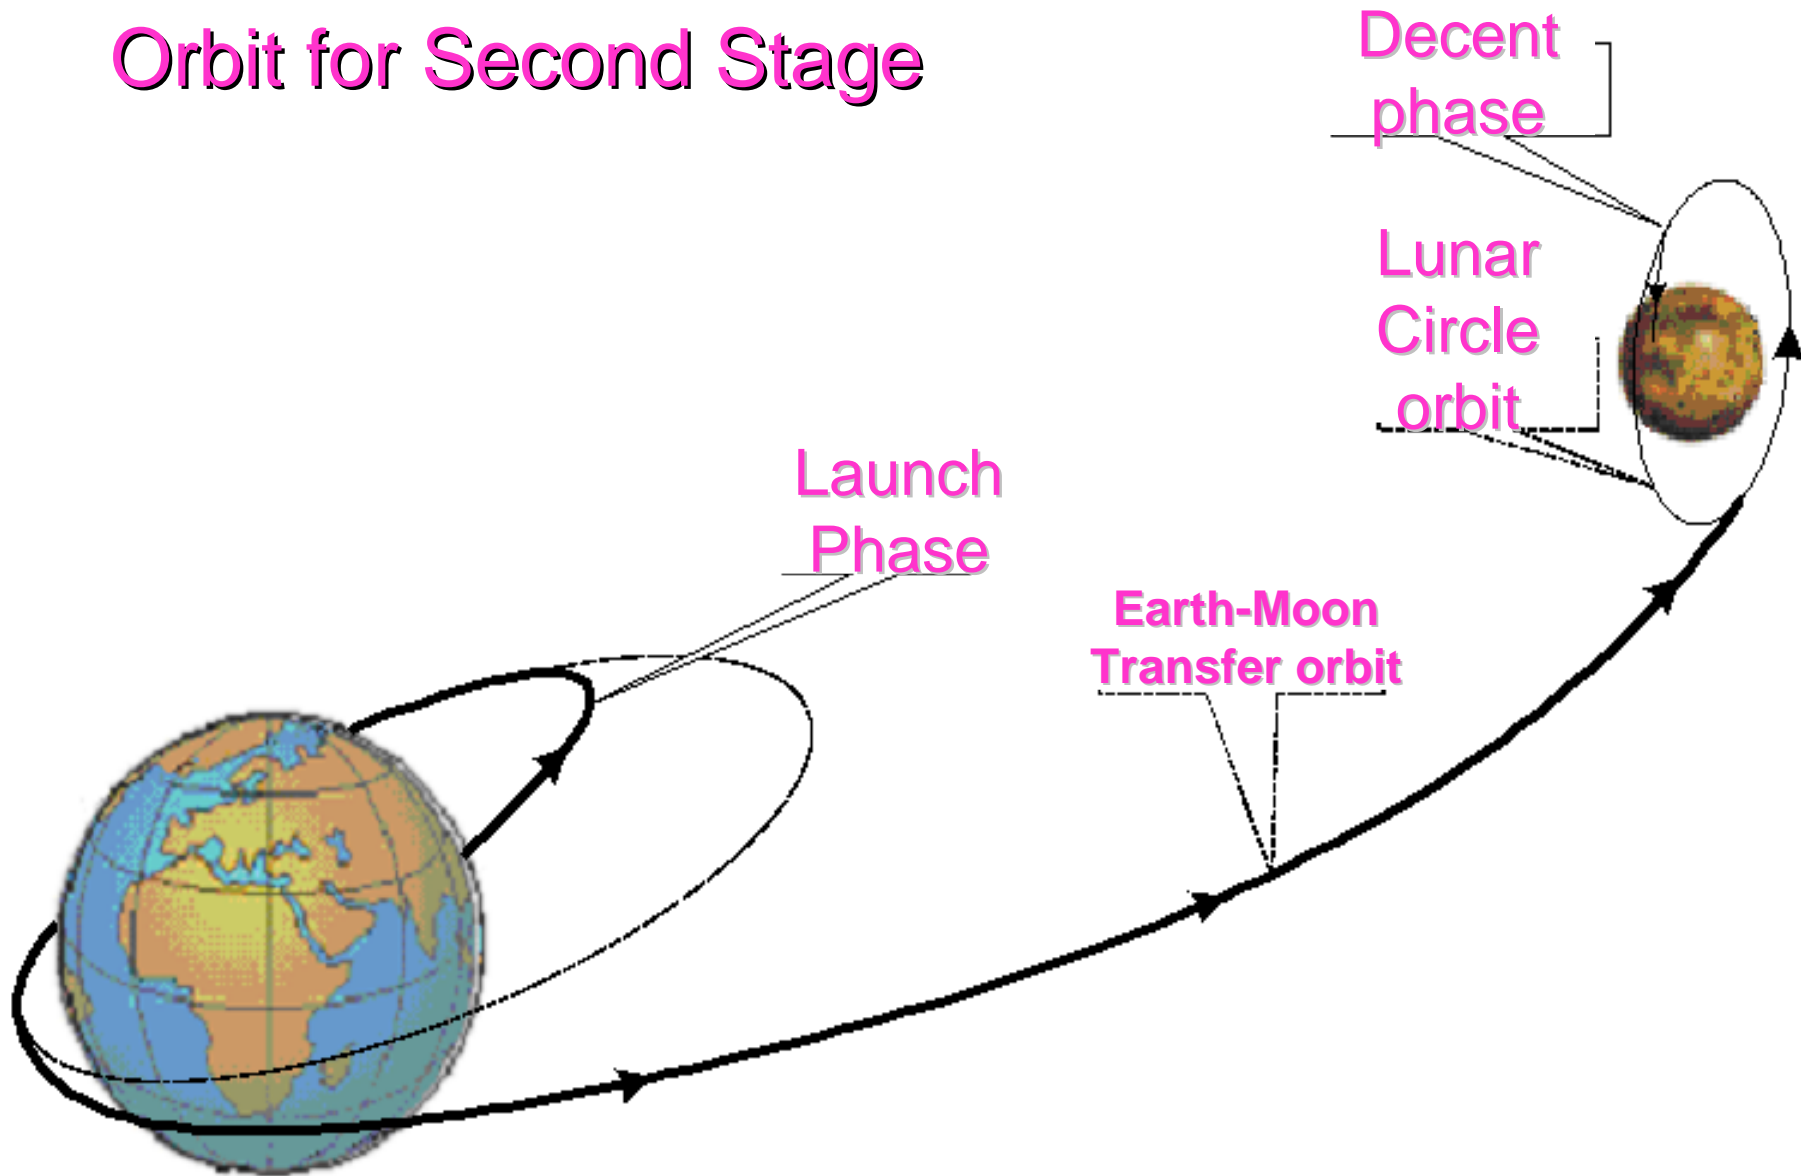 Orbit for Second Stage
Decent
phase
Lunar
Circle
orbit
Launch
Phase
Earth-Moon
Transfer orbit